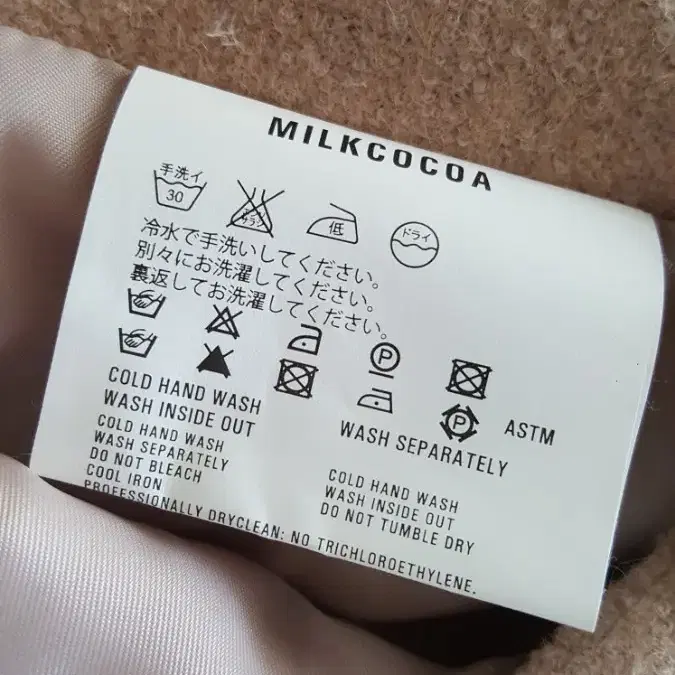 MILKCOCOA
手洗イ
30
低
ドライ
冷水で手洗いしてください。
別々にお洗濯してください。
裏返してお洗濯してください。
P
P
ASTM
COLD HAND WASH
WASH INSIDE OUT
WASH SEPARATELY
COLD HAND WASH
WASH SEPARATELY
DO NOT BLEACH
COOL IRON
COLD HAND WASH
WASH INSIDE OUT
DO NOT TUMBLE DRY
PROFESSIONALLY DRYCLEAN: NO TRICHLOROETHYLENE.